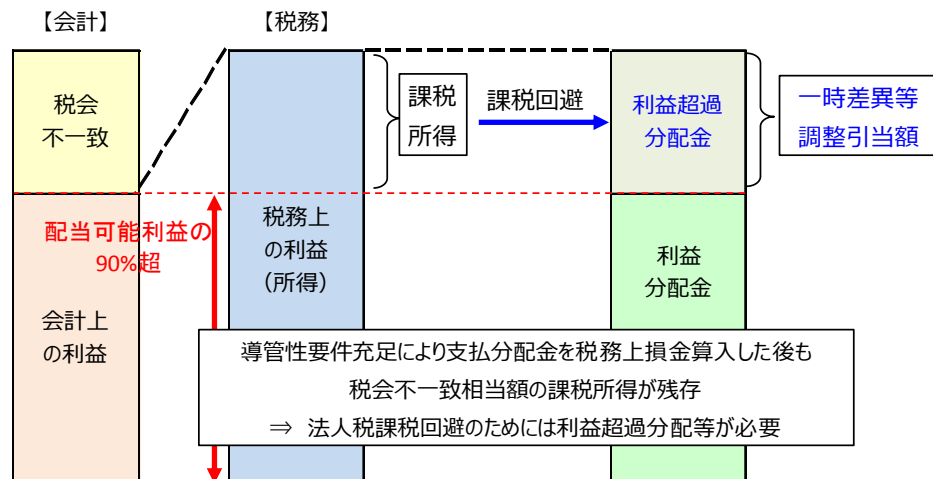 【会計】
【税務】
税会
不一致
課税
所得
課税回避
利益超過
分配金
一時差異等
調整引当額
配当可能利益の
90%超
税務上
の利益
（所得）
利益
分配金
会計上
の利益
導管性要件充足により支払分配金を税務上損金算入した後も
税会不一致相当額の課税所得が残存
⇒ 法人税課税回避のためには利益超過分配等が必要